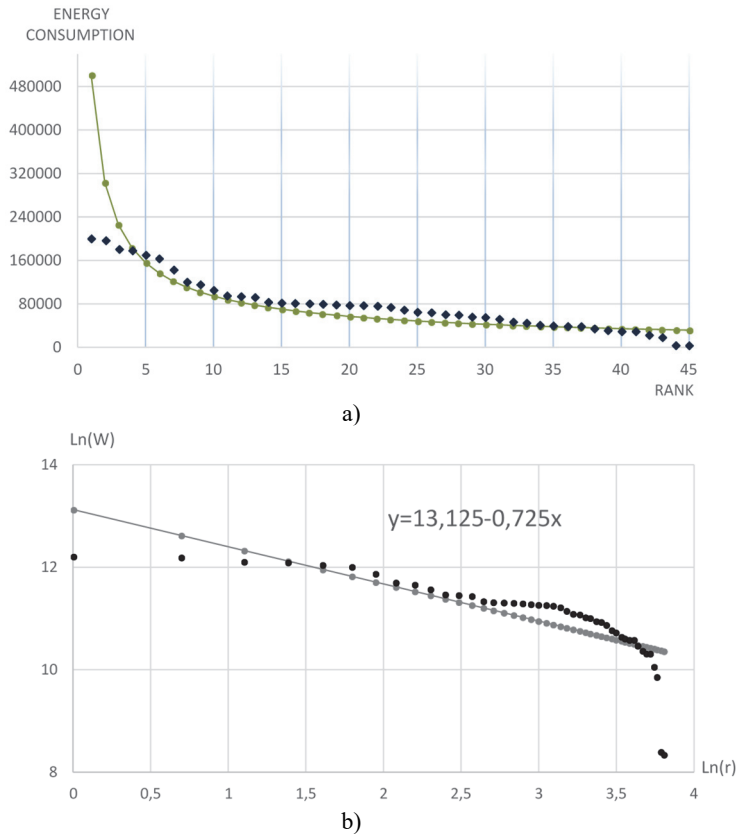 ENERGY
CONSUMPTION
480000
400000
320000
240000
160000
80000
0
0 5 10 15 20 25 30 35 40 45
RANK
a)
Ln(W)
14
y=13,125-0,725x
12
10
8
Ln(r)
0 0,5 1 1,5 2 2,5 3 3,5 4
b)